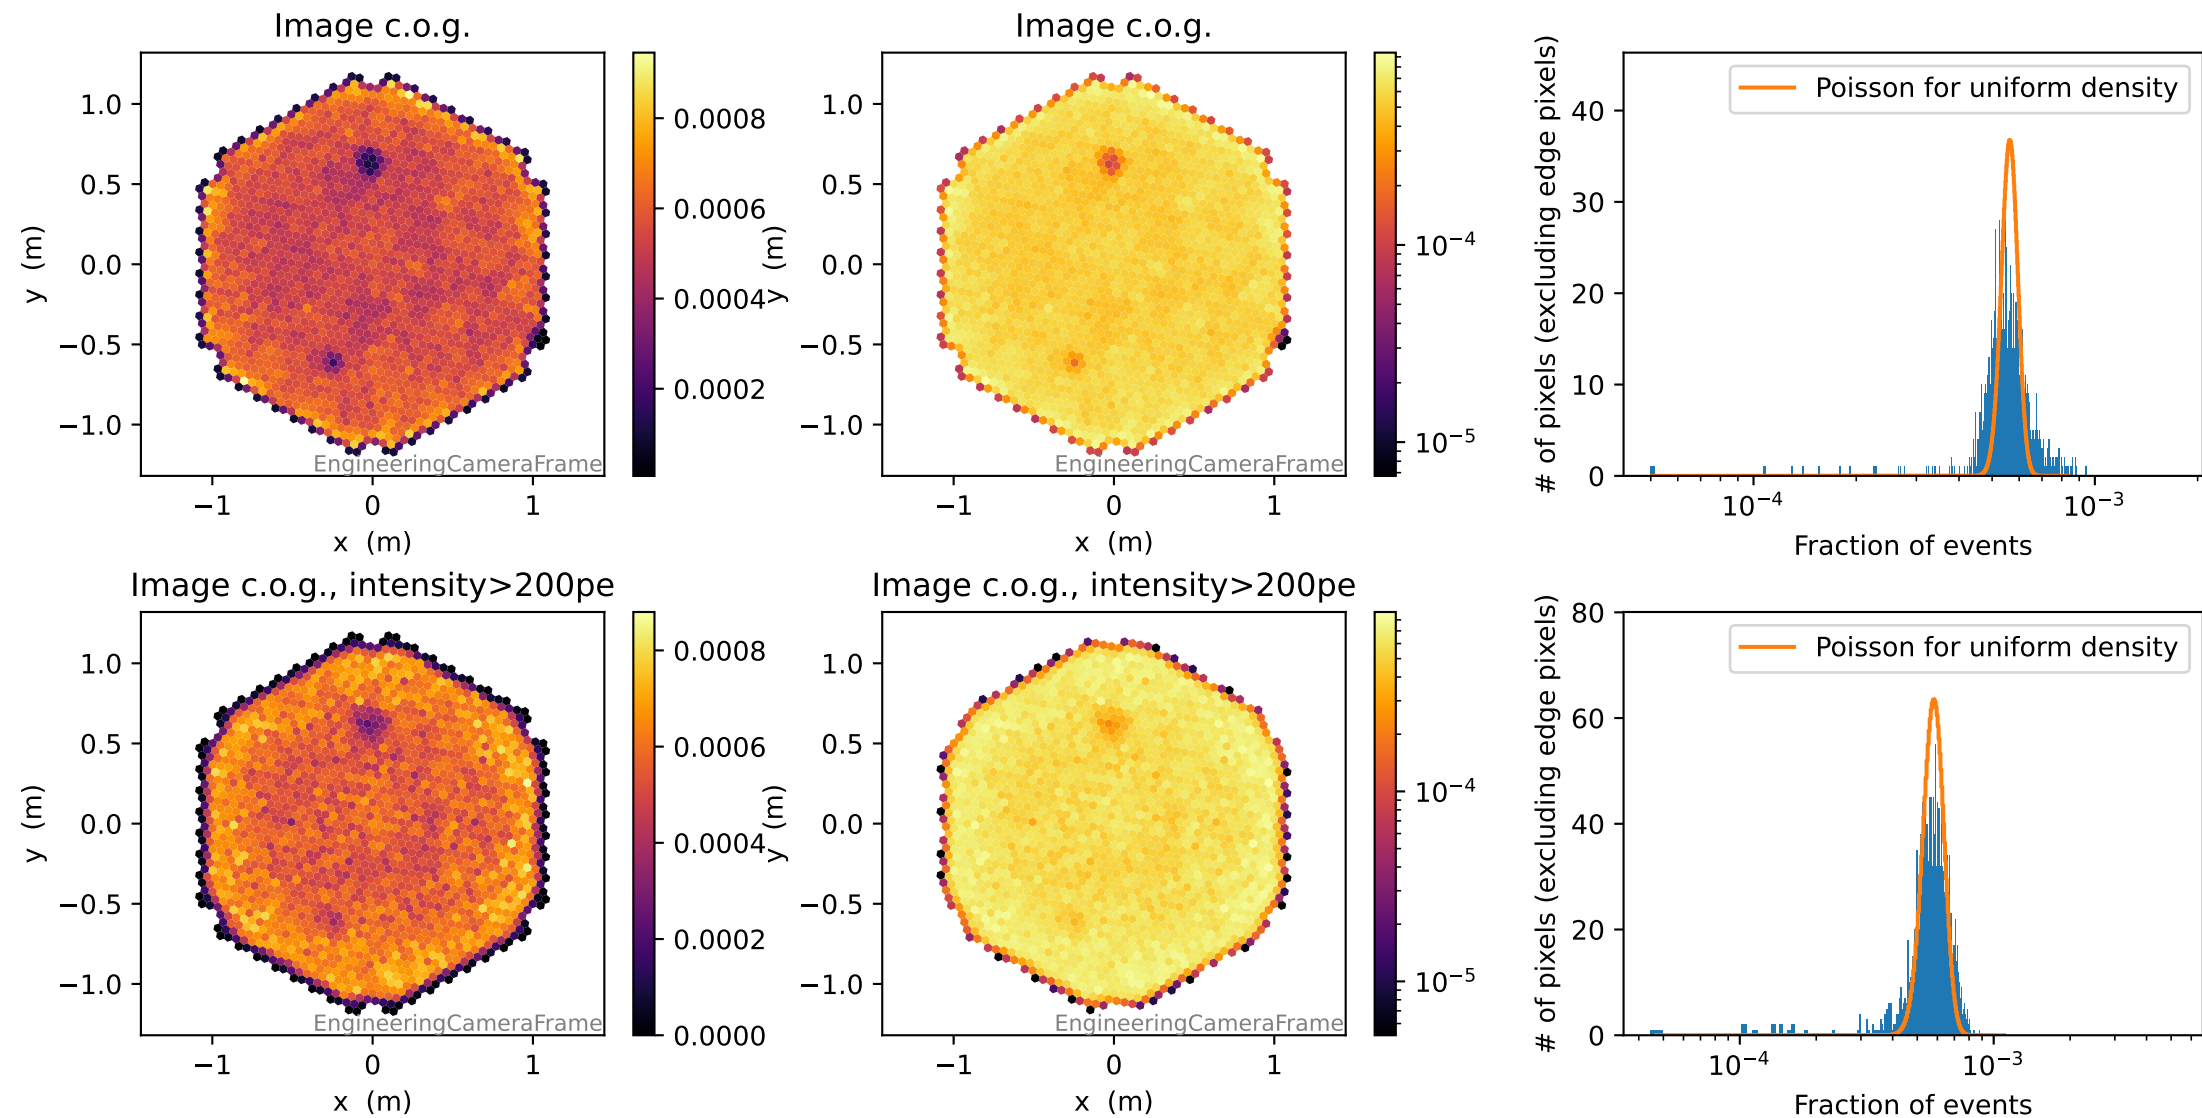 Image c.o.g.
1.0
0.5
0.0
−0.5
−1.0
y (m)
EngineeringCameraFrame
−1
0
1
x (m)
0.0008
0.0006
0.0004
0.0002
Image c.o.g.
1.0
0.5
0.0
−0.5
−1.0
y (m)
EngineeringCameraFrame
−1
0
1
x (m)
10⁻⁴
10⁻⁵
# of pixels (excluding edge pixels)
40
30
20
10
0
Poisson for uniform density
10⁻⁴
10⁻³
Fraction of events
Image c.o.g., intensity>200pe
1.0
0.5
0.0
−0.5
−1.0
y (m)
EngineeringCameraFrame
−1
0
1
x (m)
0.0008
0.0006
0.0004
0.0002
0.0000
Image c.o.g., intensity>200pe
1.0
0.5
0.0
−0.5
−1.0
y (m)
EngineeringCameraFrame
−1
0
1
x (m)
10⁻⁴
10⁻⁵
# of pixels (excluding edge pixels)
80
60
40
20
0
Poisson for uniform density
10⁻⁴
10⁻³
Fraction of events